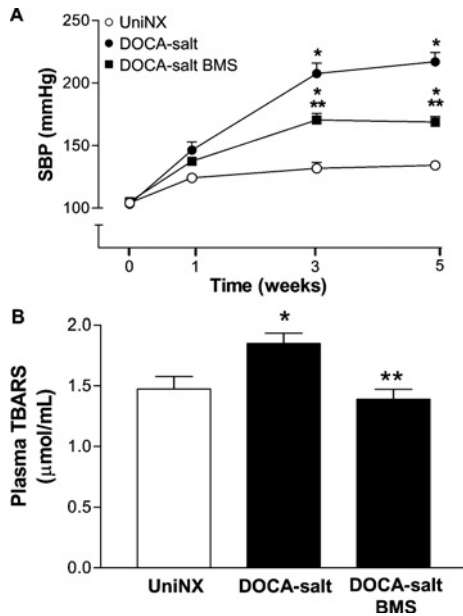 A
UniNX
DOCA-salt
DOCA-salt BMS
SBP (mmHg)
250
200
150
100
*
*
*
**
*
**
0
1
3
5
Time (weeks)
B
Plasma TBARS
(μmol/mL)
2.0
1.5
1.0
0.5
0.0
*
**
UniNX
DOCA-salt
DOCA-salt
BMS